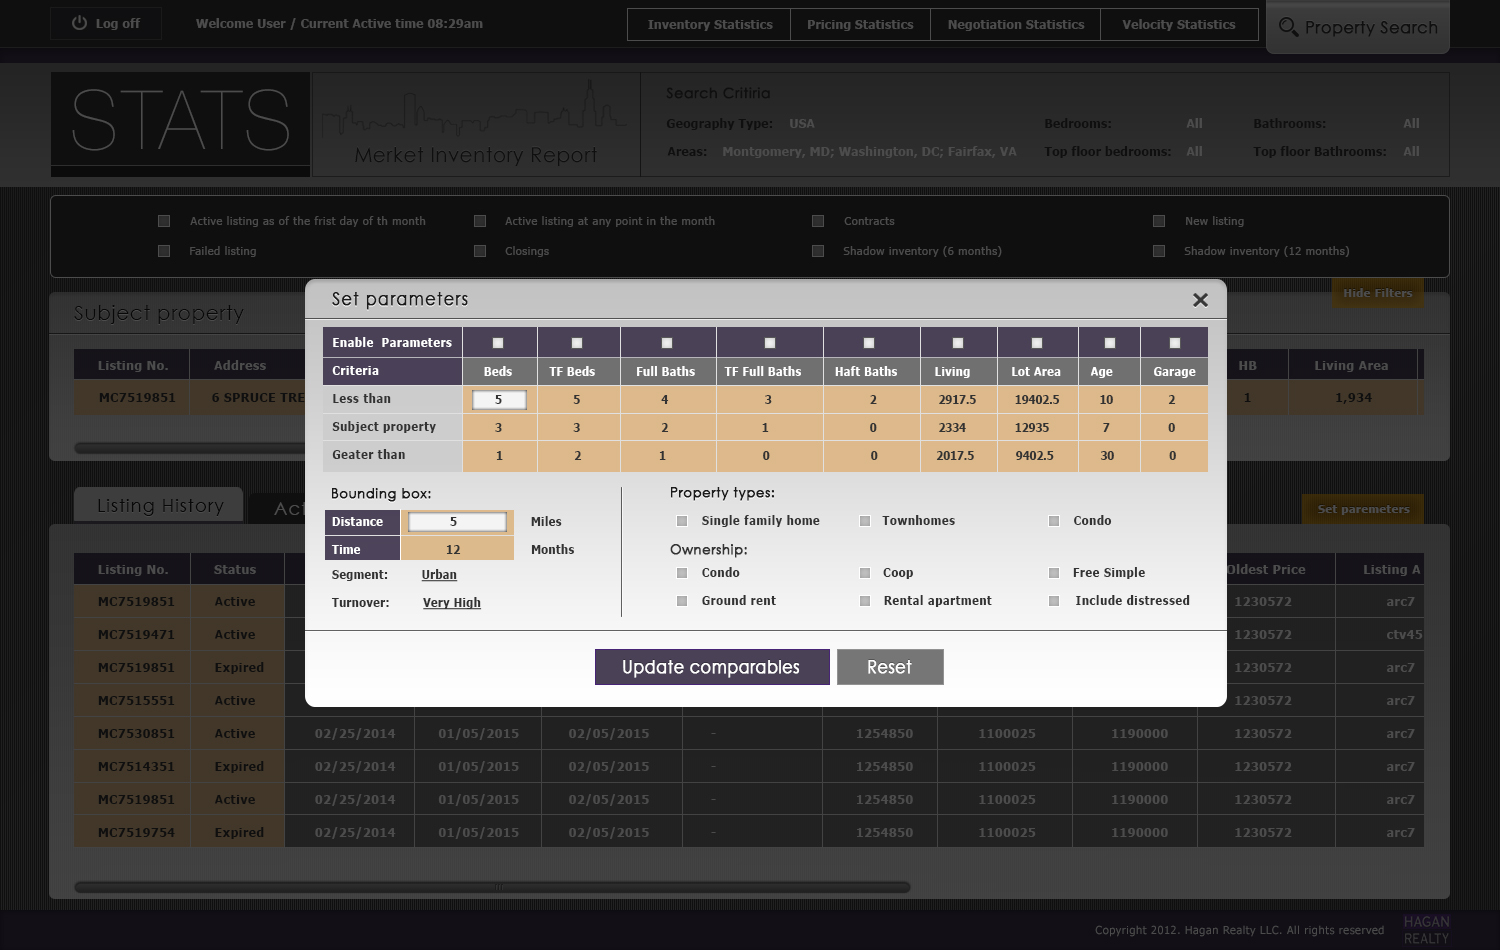 Log off
Welcome User / Current Active time 08:29am
Inventory Statistics Pricing Statistics Negotiation Statistics Velocity Statistics
Property Search
STATS
Merket Inventory Report
Search Critiria
Geography Type: USA Bedrooms: All Bathrooms: All
Areas: Montgomery, MD; Washington, DC; Fairfax, VA Top floor bedrooms: All Top floor Bathrooms: All
Active listing as of the frist day of th month Active listing at any point in the month Contracts New listing
Failed listing Closings Shadow inventory (6 months) Shadow inventory (12 months)
Hide Filters
Subject property
Listing No. Address HB Living Area
MC7519851 6 SPRUCE TRE 1 1,934
Set parameters
Enable Parameters
Criteria Beds TF Beds Full Baths TF Full Baths Haft Baths Living Lot Area Age Garage
Less than 5 5 4 3 2 2917.5 19402.5 10 2
Subject property 3 3 2 1 0 2334 12935 7 0
Geater than 1 2 1 0 0 2017.5 9402.5 30 0
Bounding box:
Distance 5 Miles
Time 12 Months
Segment: Urban
Turnover: Very High
Property types:
Single family home Townhomes Condo
Ownership:
Condo Coop Free Simple
Ground rent Rental apartment Include distressed
Update comparables Reset
Listing History Act
Set paremeters
Listing No. Status Oldest Price Listing A
MC7519851 Active 1230572 arc7
MC7519471 Active 1230572 ctv45
MC7519851 Expired 1230572 arc7
MC7515551 Active 1230572 arc7
MC7530851 Active 02/25/2014 01/05/2015 02/05/2015 - 1254850 1100025 1190000 1230572 arc7
MC7514351 Expired 02/25/2014 01/05/2015 02/05/2015 - 1254850 1100025 1190000 1230572 arc7
MC7519851 Active 02/25/2014 01/05/2015 02/05/2015 - 1254850 1100025 1190000 1230572 arc7
MC7519754 Expired 02/25/2014 01/05/2015 02/05/2015 - 1254850 1100025 1190000 1230572 arc7
Copyright 2012. Hagan Realty LLC. All rights reserved
HAGAN
REALTY